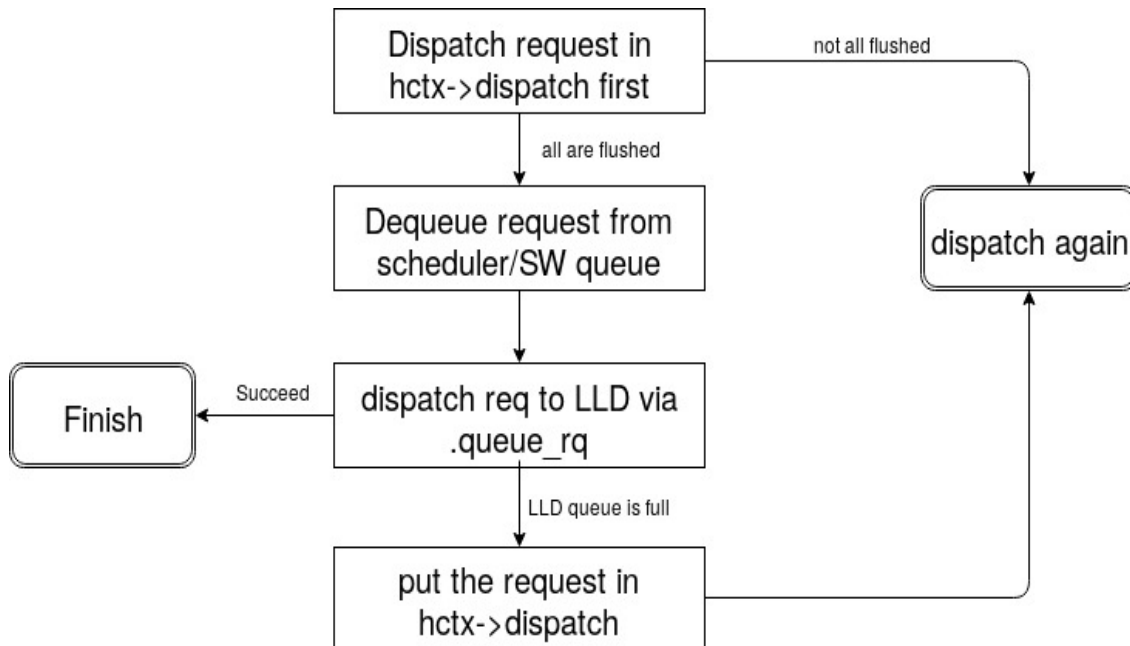 Dispatch request in
hctx->dispatch first
not all flushed
all are flushed
Dequeue request from
scheduler/SW queue
dispatch again
Succeed
Finish
dispatch req to LLD via
.queue_rq
LLD queue is full
put the request in
hctx->dispatch